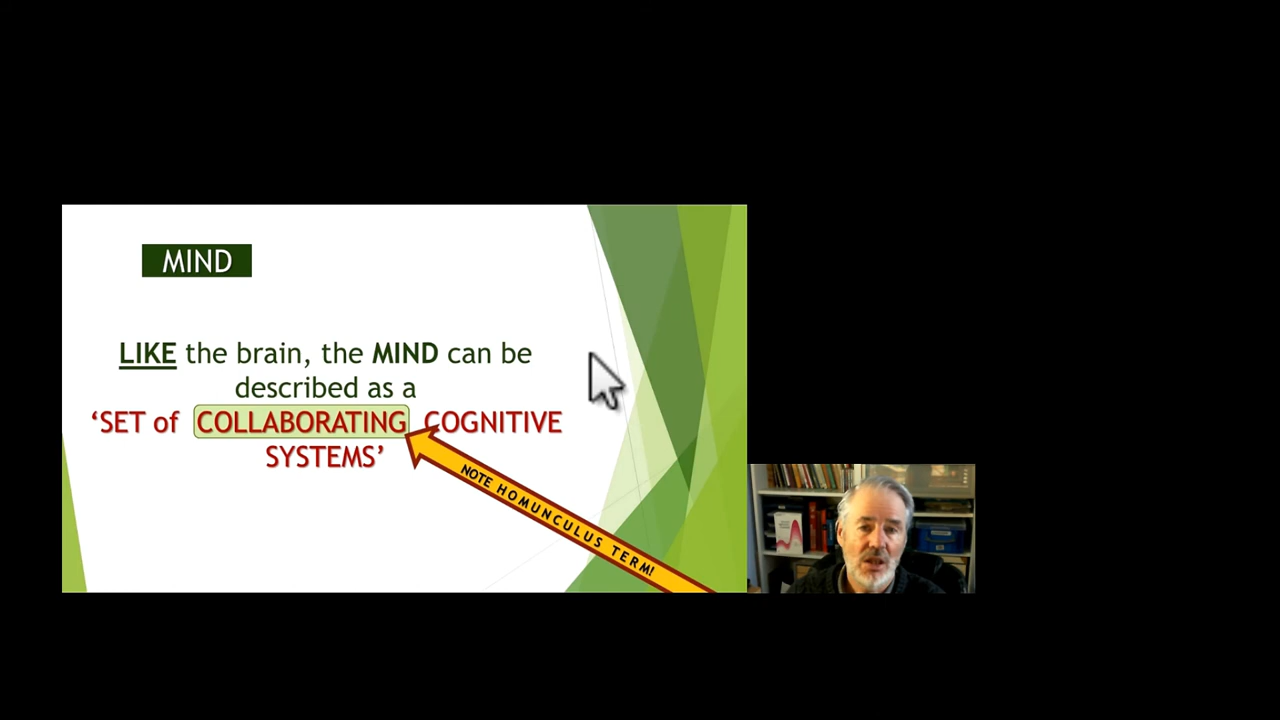 MIND
LIKE the brain, the MIND can be
described as a
‘SET of COLLABORATING COGNITIVE
SYSTEMS’
NOTE HOMUNCULUS TERM!